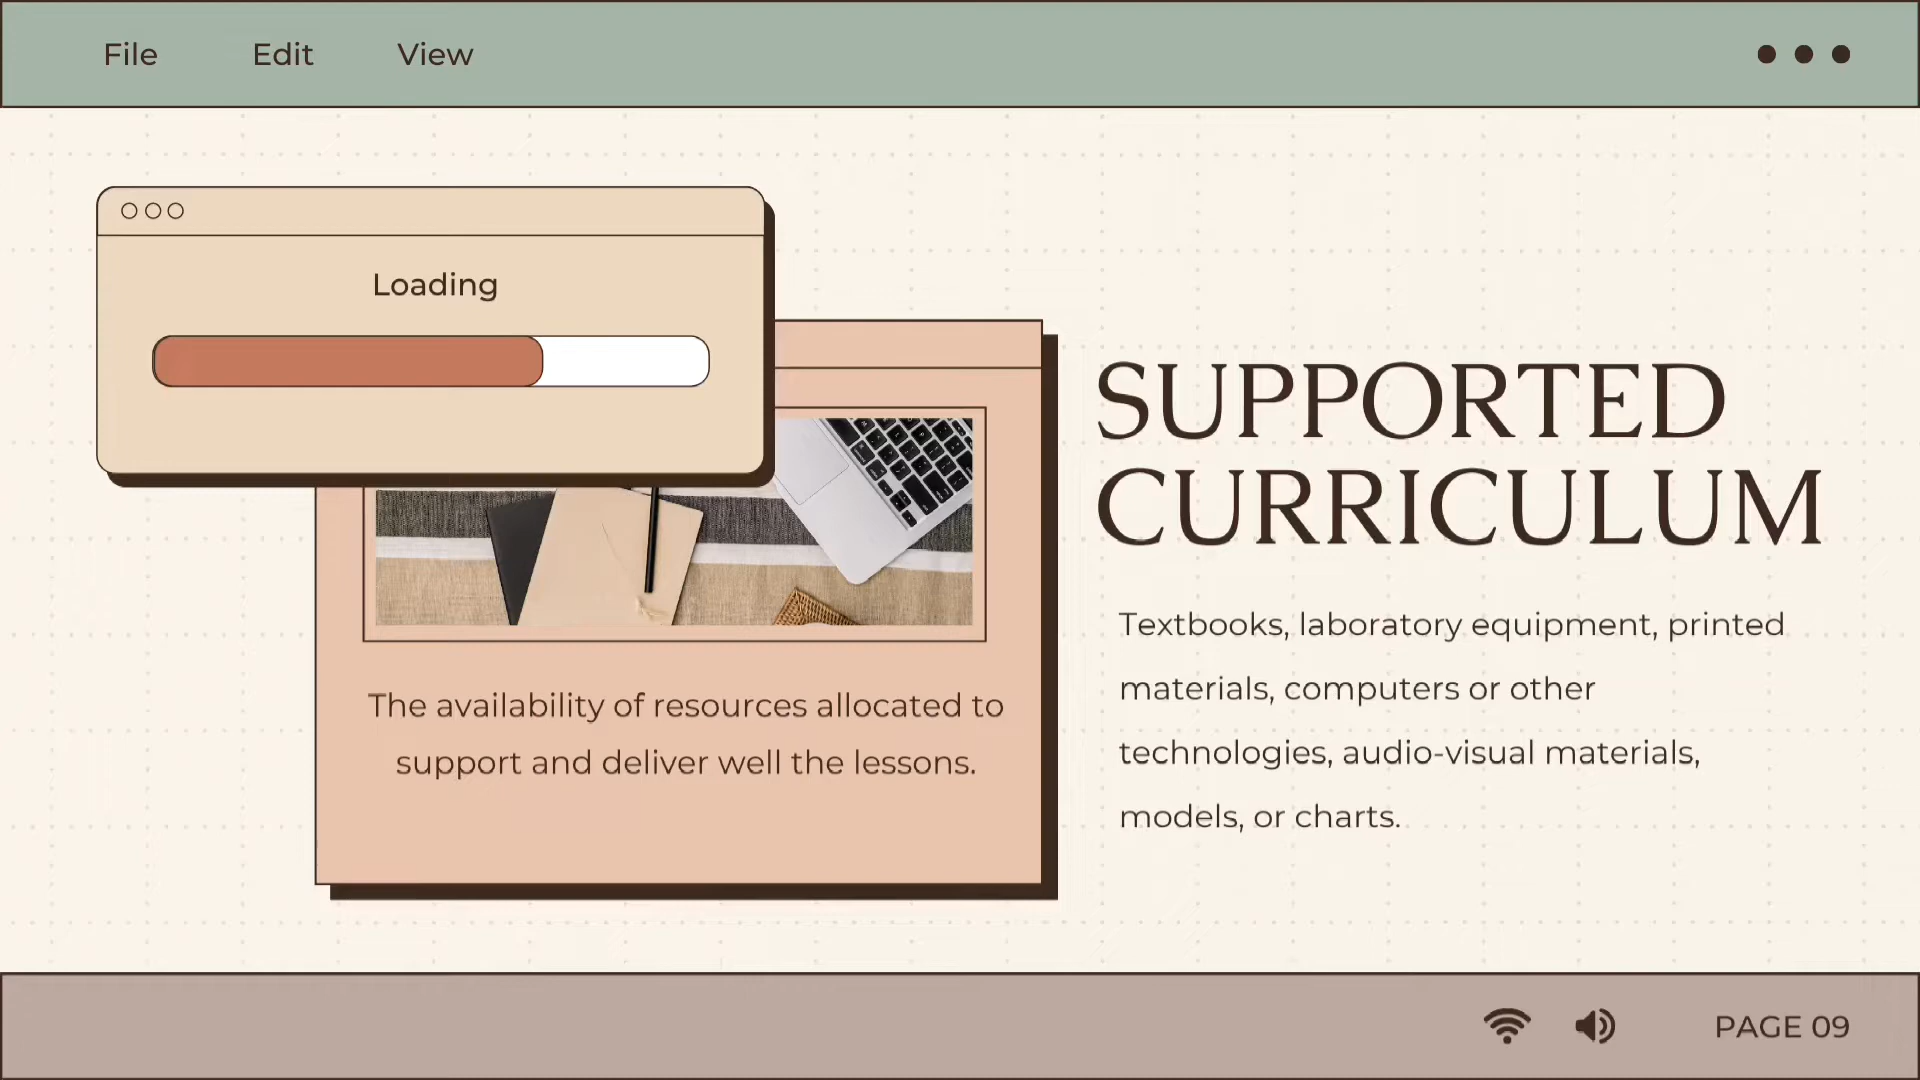 File Edit View
Loading
SUPPORTED
CURRICULUM
The availability of resources allocated to
support and deliver well the lessons.
Textbooks, laboratory equipment, printed
materials, computers or other
technologies, audio-visual materials,
models, or charts.
PAGE 09